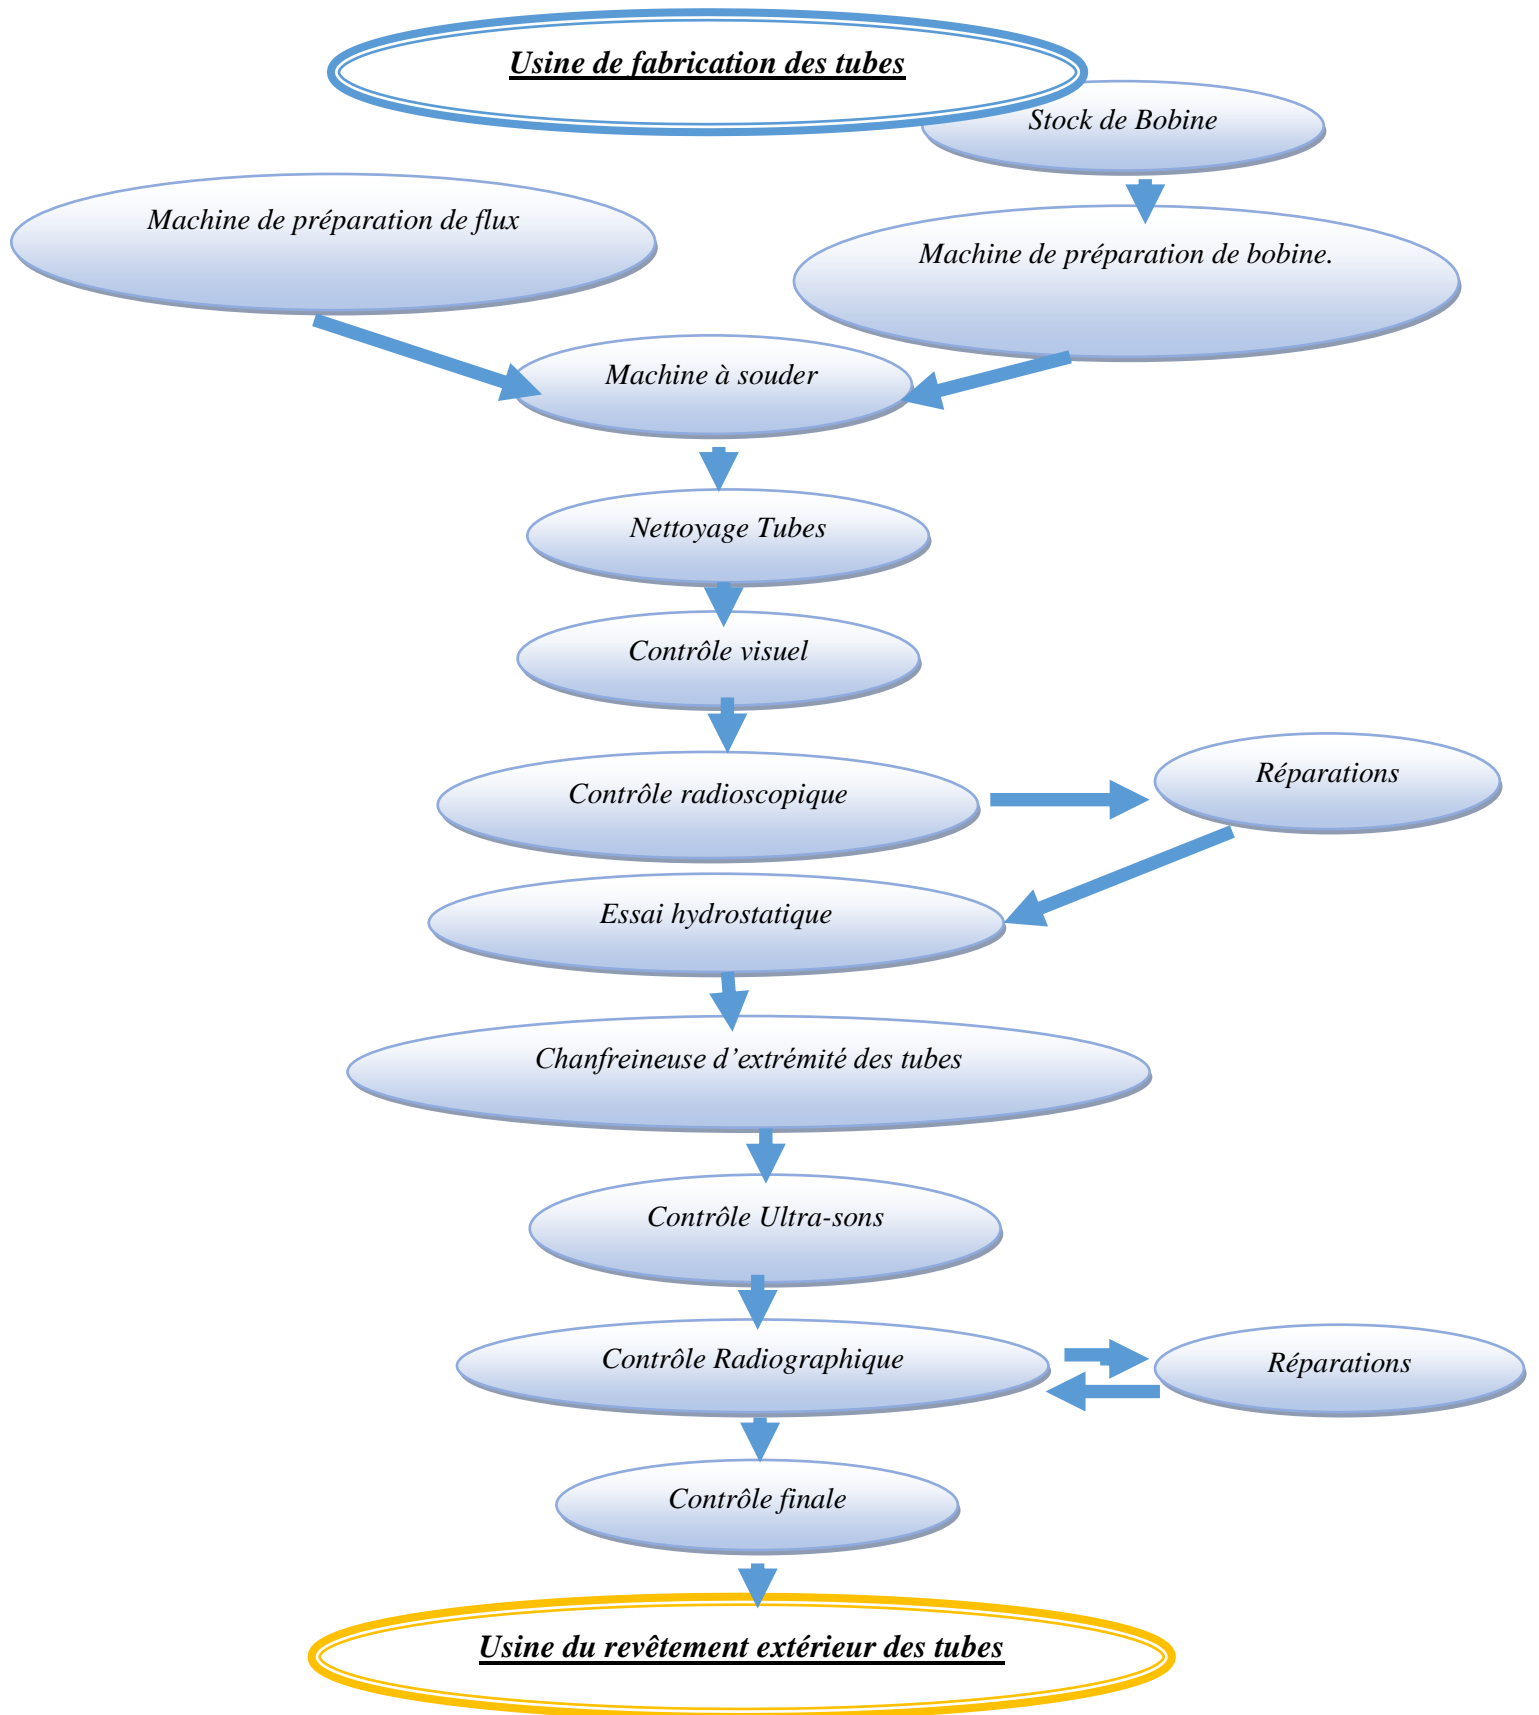 Usine de fabrication des tubes
Stock de Bobine
Machine de préparation de flux
Machine de préparation de bobine.
Machine à souder
Nettoyage Tubes
Contrôle visuel
Contrôle radioscopique
Réparations
Essai hydrostatique
Chanfreineuse d’extrémité des tubes
Contrôle Ultra-sons
Contrôle Radiographique
Réparations
Contrôle finale
Usine du revêtement extérieur des tubes